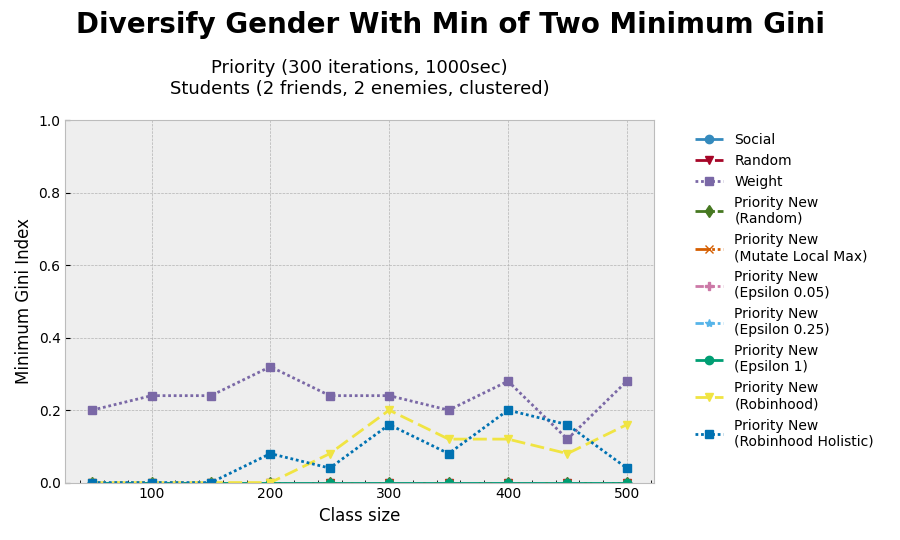 Diversify Gender With Min of Two Minimum Gini
Priority (300 iterations, 1000sec)
Students (2 friends, 2 enemies, clustered)
1.0
0.8
0.6
0.4
0.2
0.0
Minimum Gini Index
100
200
300
400
500
Class size
Social
Random
Weight
Priority New
(Random)
Priority New
(Mutate Local Max)
Priority New
(Epsilon 0.05)
Priority New
(Epsilon 0.25)
Priority New
(Epsilon 1)
Priority New
(Robinhood)
Priority New
(Robinhood Holistic)